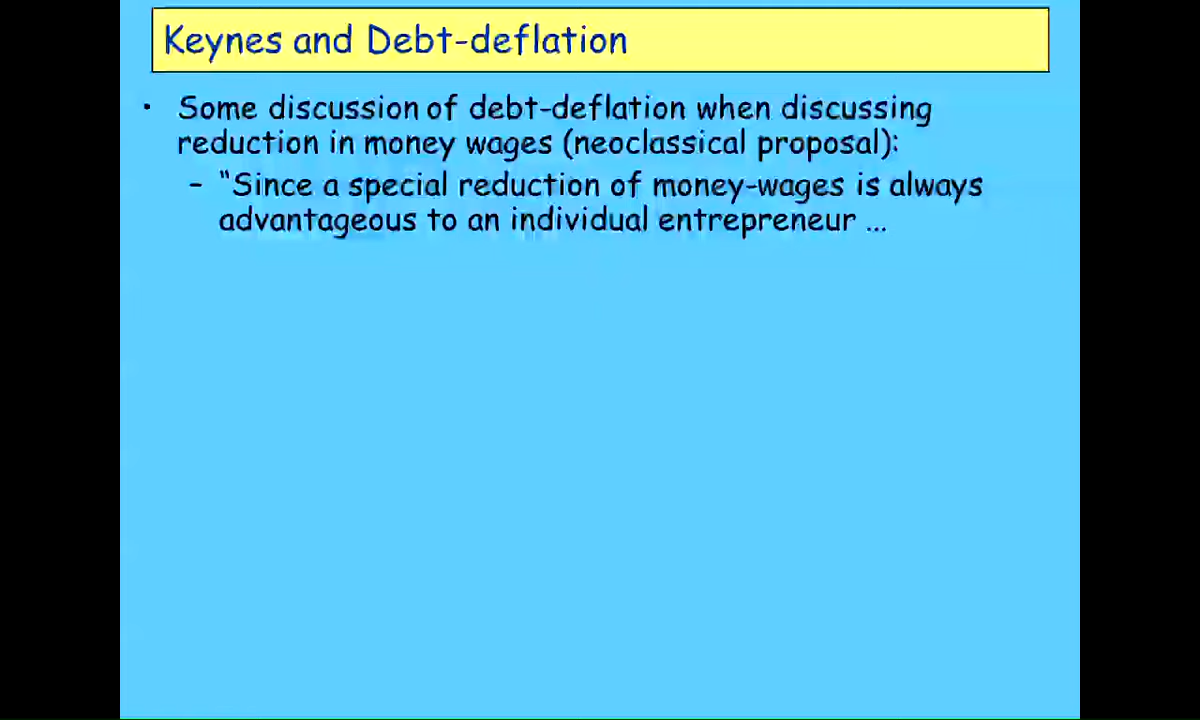 Keynes and Debt-deflation
• Some discussion of debt-deflation when discussing
reduction in money wages (neoclassical proposal):
– "Since a special reduction of money-wages is always
advantageous to an individual entrepreneur ...